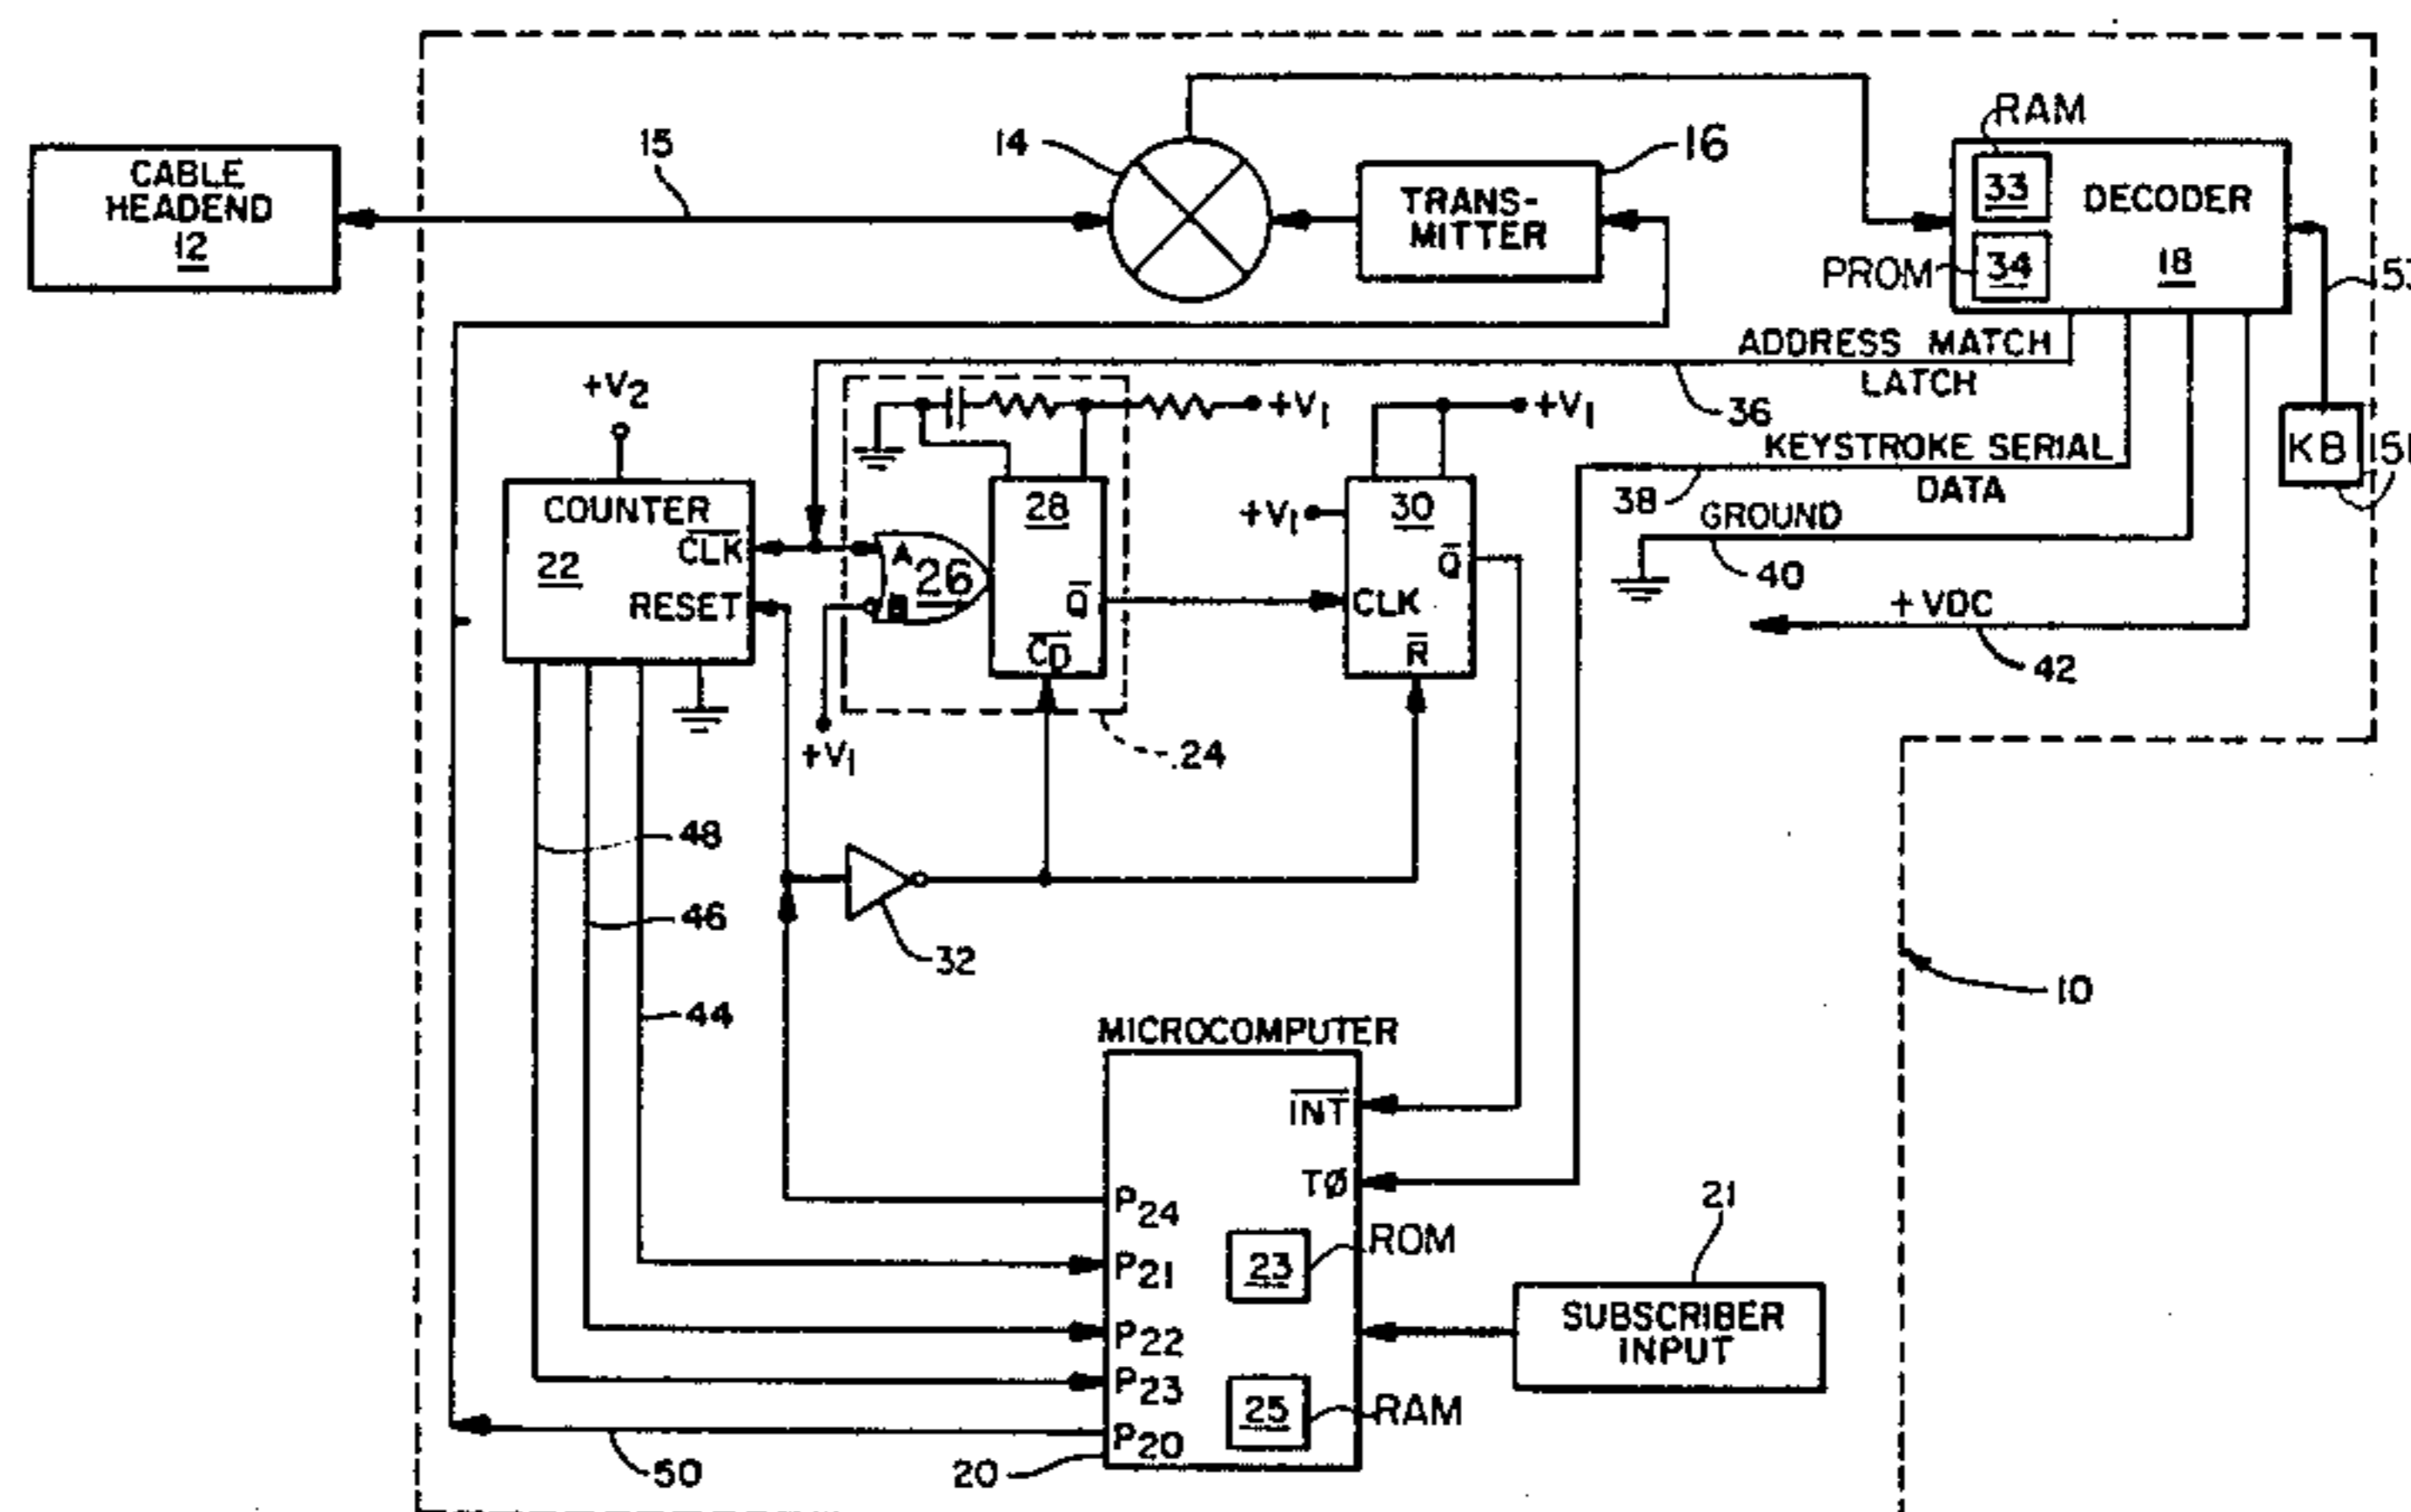 CABLE
HEADEND
12
15
14
16
TRANS-
MITTER
RAM
33
DECODER
PROM
34
18
ADDRESS MATCH
LATCH
36
+V2
+V1
+V1
KEYSTROKE SERIAL
DATA
38
KB
COUNTER
22
CLK
RESET
A
26
B
28
Q
CD
+V1
30
Q
CLK
R
GROUND
40
+VDC
42
+V1
24
48
46
44
32
10
MICROCOMPUTER
INT
TØ
P24
P21
P22
P23
P20
23
ROM
25
RAM
21
SUBSCRIBER
INPUT
50
20